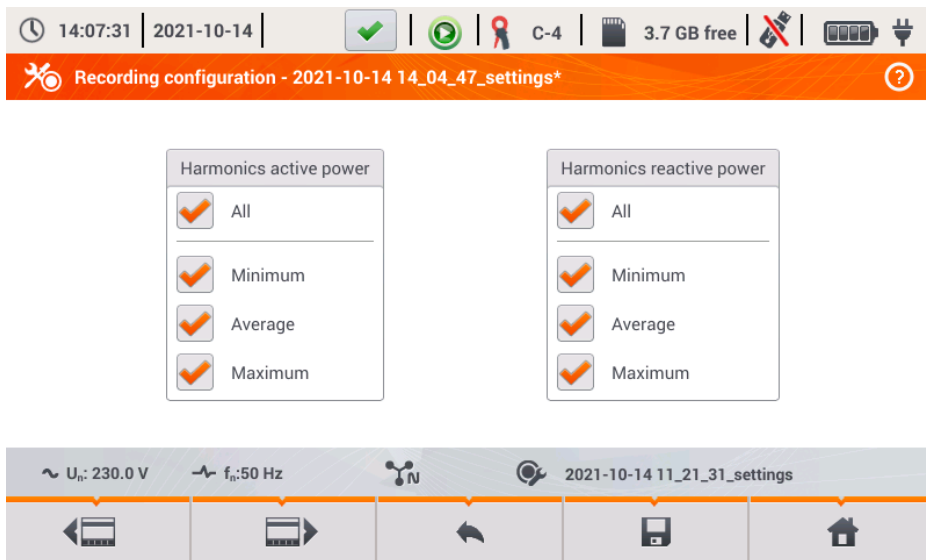 14:07:31 2021-10-14 C-4 3.7 GB free
Recording configuration - 2021-10-14 14_04_47_settings* ?
Harmonics active power
All
Minimum
Average
Maximum
Harmonics reactive power
All
Minimum
Average
Maximum
Uₙ: 230.0 V fₙ:50 Hz N 2021-10-14 11_21_31_settings